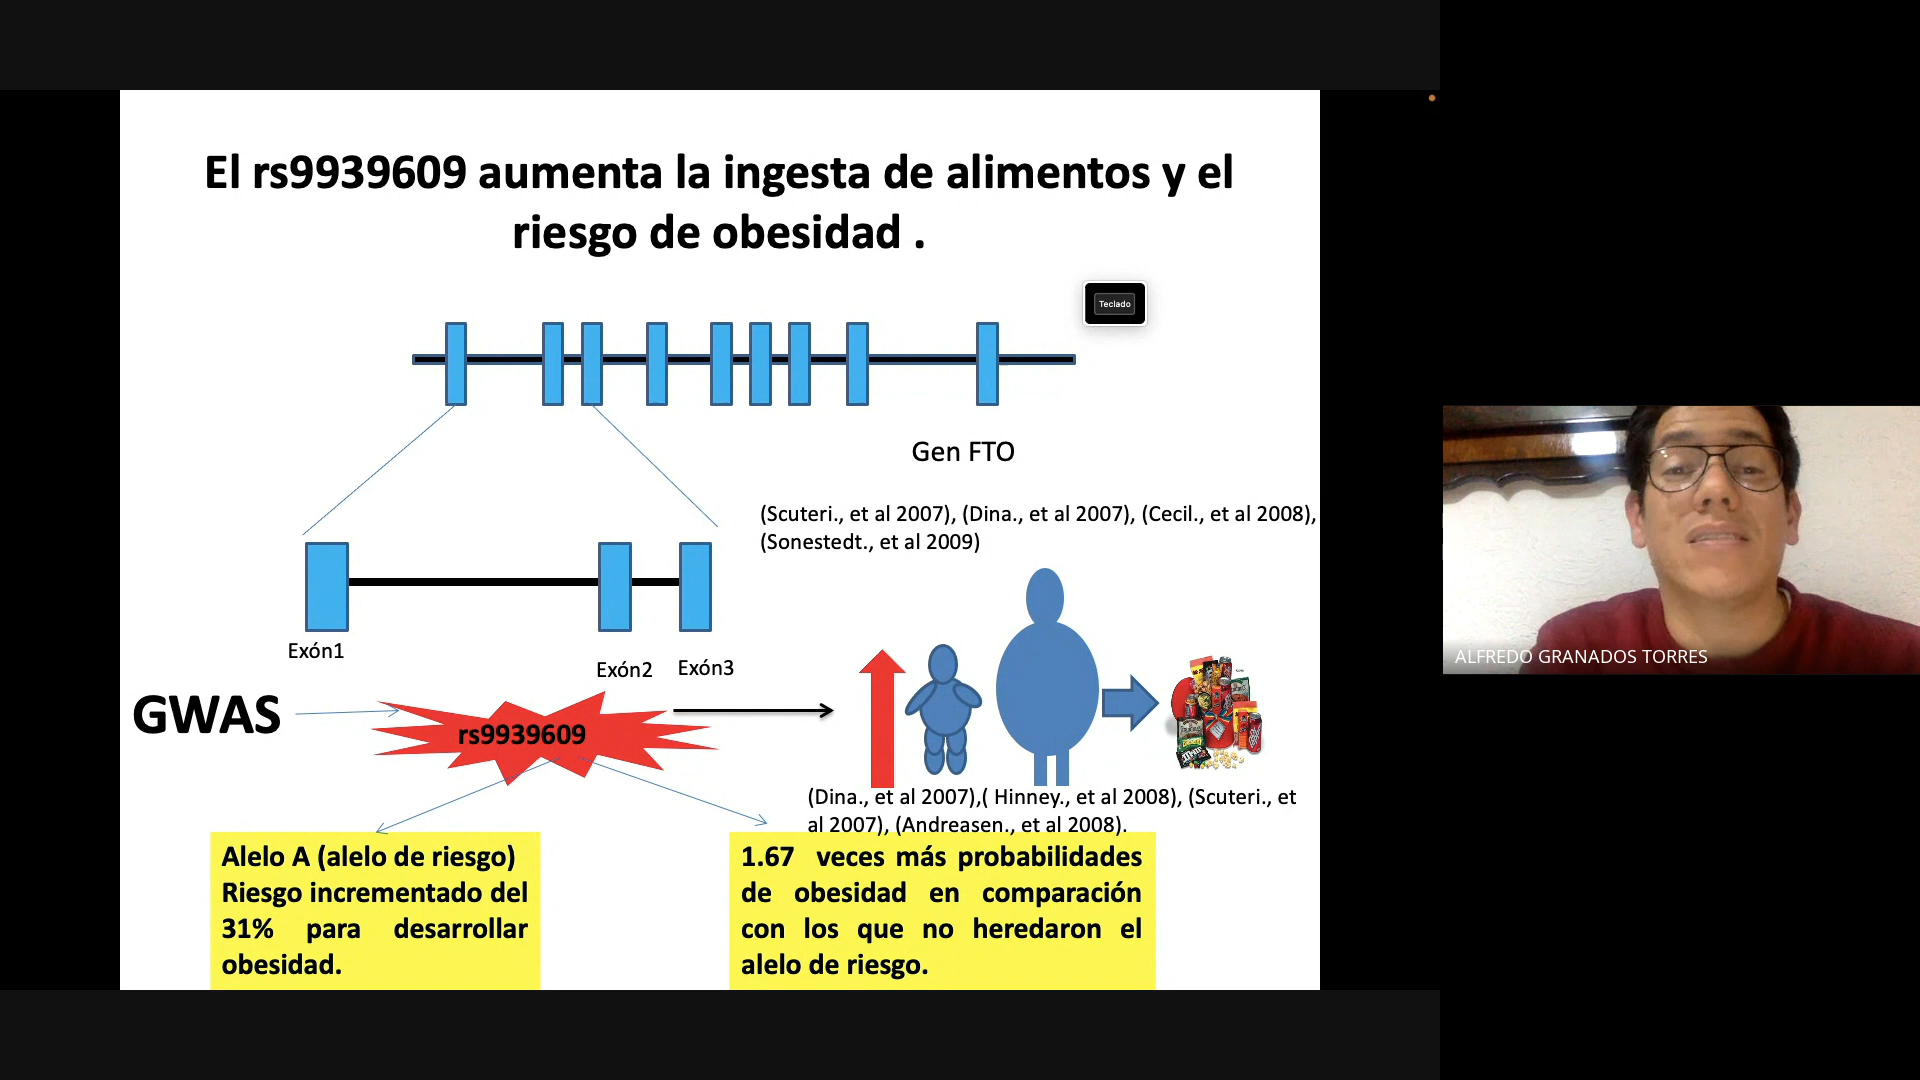 El rs9939609 aumenta la ingesta de alimentos y el
riesgo de obesidad .
Teclado
Gen FTO
(Scuteri., et al 2007), (Dina., et al 2007), (Cecil., et al 2008),
(Sonestedt., et al 2009)
Exón1
Exón2
Exón3
GWAS
rs9939609
(Dina., et al 2007),( Hinney., et al 2008), (Scuteri., et
al 2007), (Andreasen., et al 2008).
Alelo A (alelo de riesgo)
Riesgo incrementado del
31% para desarrollar
obesidad.
1.67 veces más probabilidades
de obesidad en comparación
con los que no heredaron el
alelo de riesgo.
ALFREDO GRANADOS TORRES